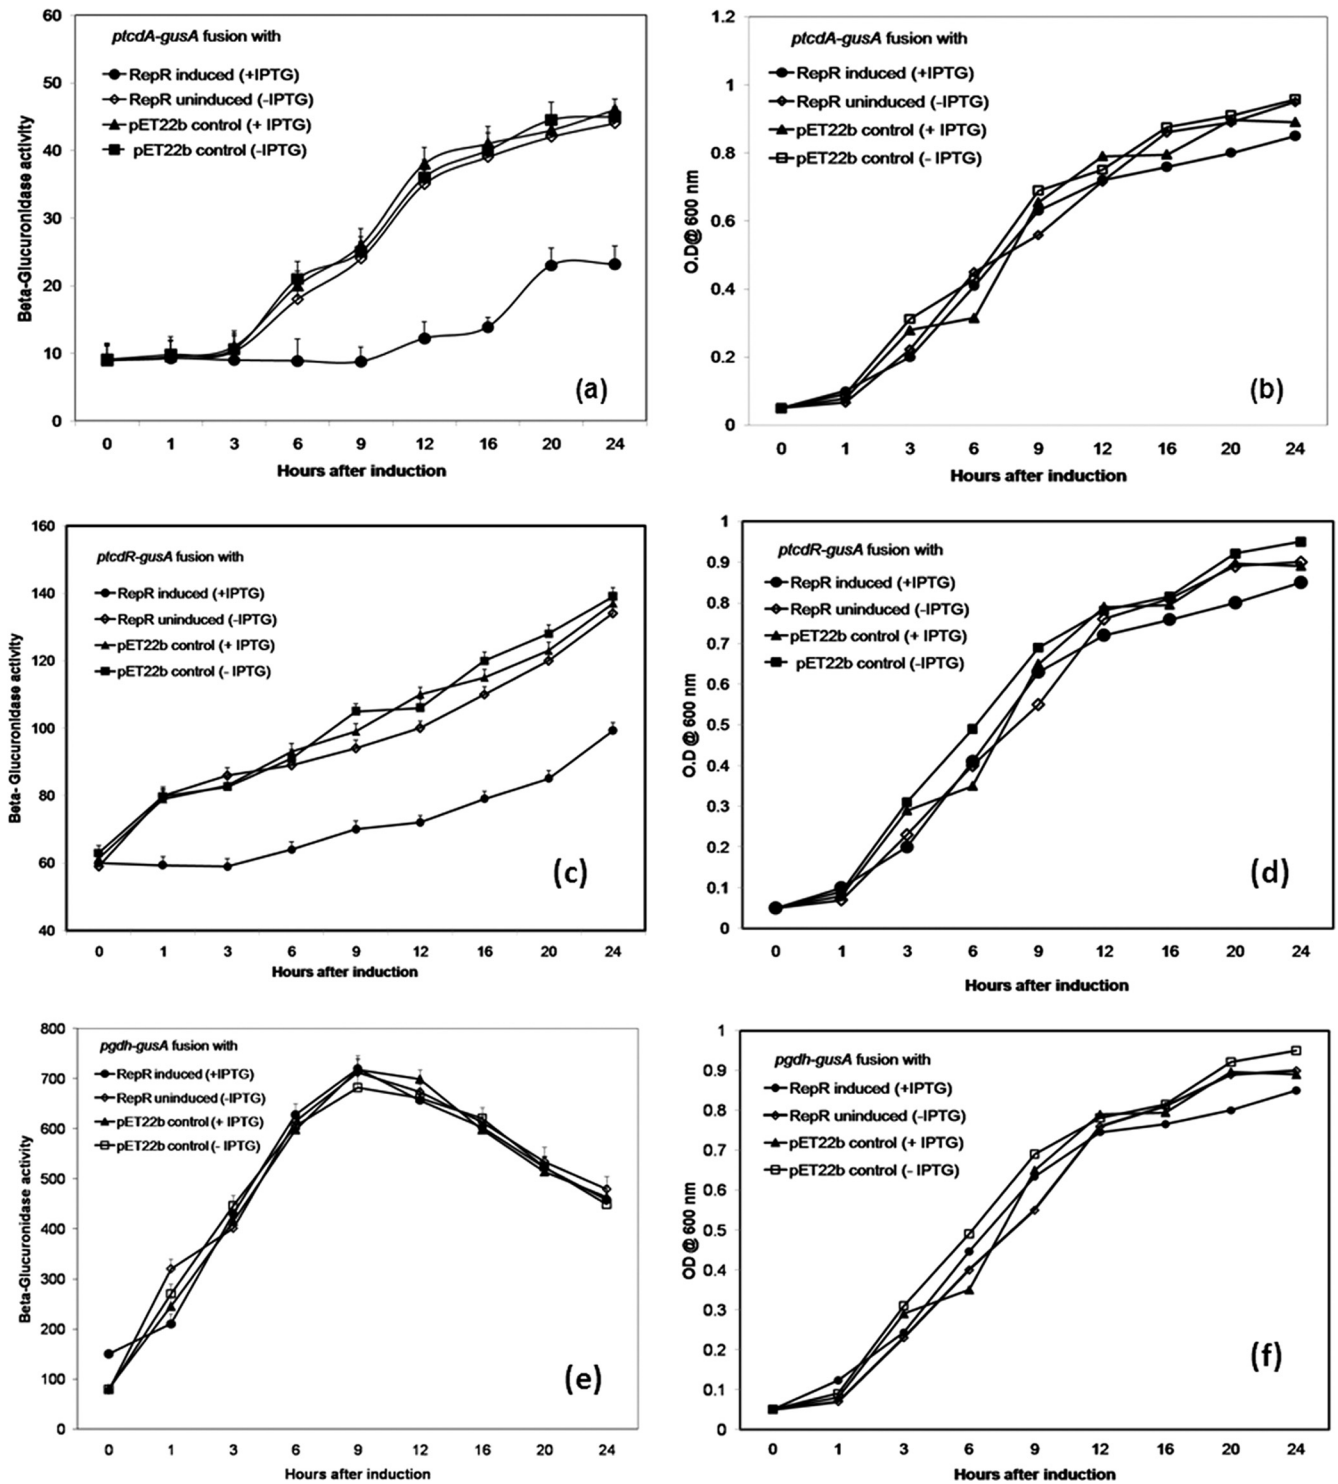 60
50
40
30
20
10
0
Beta-Glucuronidase activity
ptcdA-gusA fusion with
RepR induced (+IPTG)
RepR uninduced (-IPTG)
pET22b control (+ IPTG)
pET22b control (-IPTG)
(a)
0 1 3 6 9 12 16 20 24
Hours after induction
1.2
1
0.8
0.6
0.4
0.2
0
O.D@ 600 nm
ptcdA-gusA fusion with
RepR induced (+IPTG)
RepR uninduced (-IPTG)
pET22b control (+ IPTG)
pET22b control (- IPTG)
(b)
0 1 3 6 9 12 16 20 24
Hours after induction
160
140
120
100
80
60
40
Beta- Glucuronidase activity
ptcdR-gusA fusion with
RepR induced (+IPTG)
RepR uninduced (-IPTG)
pET22b control (+ IPTG)
pET22b control (- IPTG)
(c)
0 1 3 6 9 12 16 20 24
Hours after induction
1
0.9
0.8
0.7
0.6
0.5
0.4
0.3
0.2
0.1
0
O.D @ 600 nm
ptcdR-gusA fusion with
RepR induced (+IPTG)
RepR uninduced (-IPTG)
pET22b control (+ IPTG)
pET22b control (-IPTG)
(d)
0 1 3 6 9 12 16 20 24
Hours after induction
800
700
600
500
400
300
200
100
0
Beta-Glucuronidase activity
pgdh-gusA fusion with
RepR induced (+IPTG)
RepR uninduced (-IPTG)
pET22b control (+ IPTG)
pET22b control (- IPTG)
(e)
0 1 3 6 9 12 16 20 24
Hours after induction
1
0.9
0.8
0.7
0.6
0.5
0.4
0.3
0.2
0.1
0
OD @ 600 nm
pgdh-gusA fusion with
RepR induced (+IPTG)
RepR uninduced (-IPTG)
pET22b control (+ IPTG)
pET22b control (- IPTG)
(f)
0 1 3 6 9 12 16 20 24
Hours after induction